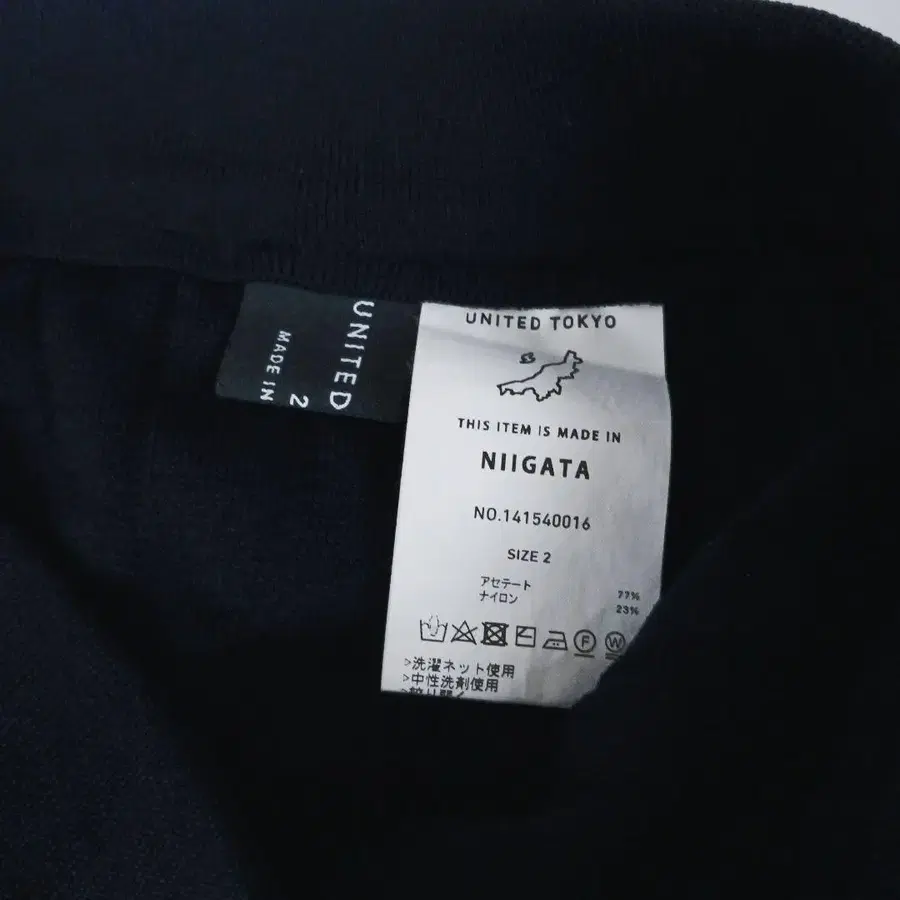 UNITED
2
MADE IN
UNITED TOKYO
THIS ITEM IS MADE IN
NIIGATA
NO.141540016
SIZE 2
アセテート 77%
ナイロン 23%
F W
>洗濯ネット使用
>中性洗剤使用